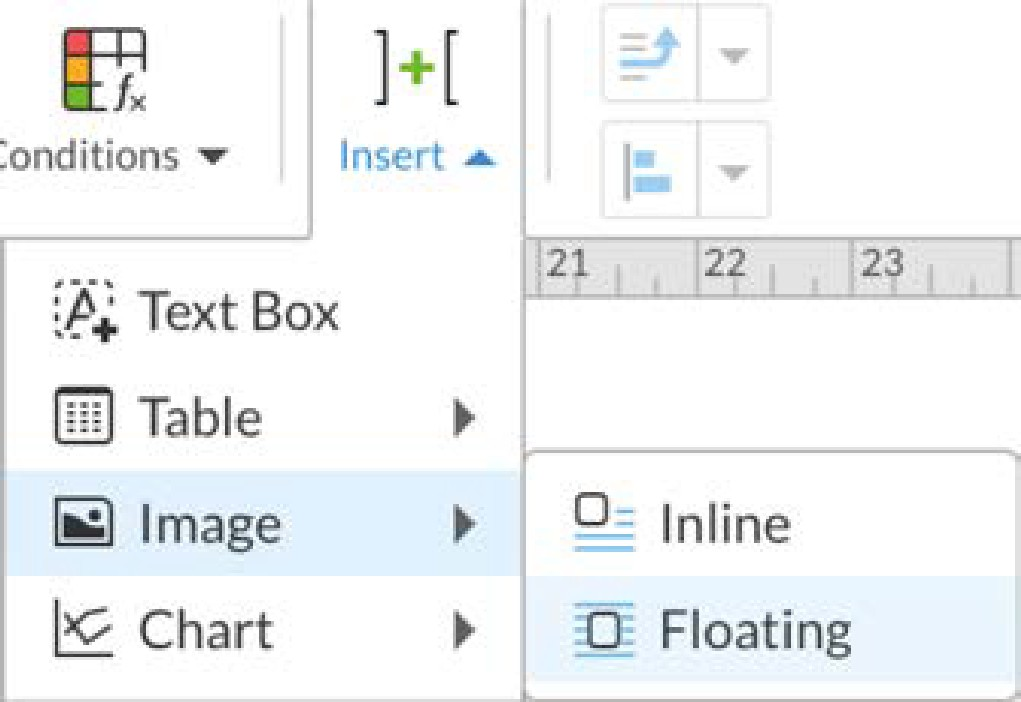 Conditions
Insert
21 22 23
Text Box
Table
Image
Chart
Inline
Floating